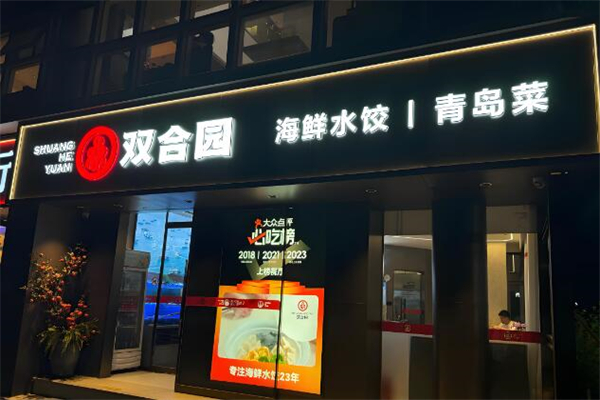 SHUANG
HE
YUAN
双合园
海鲜水饺 | 青岛菜
大众点评
必吃榜
2018 | 2021 | 2023
上榜餐厅
专注海鲜水饺23年